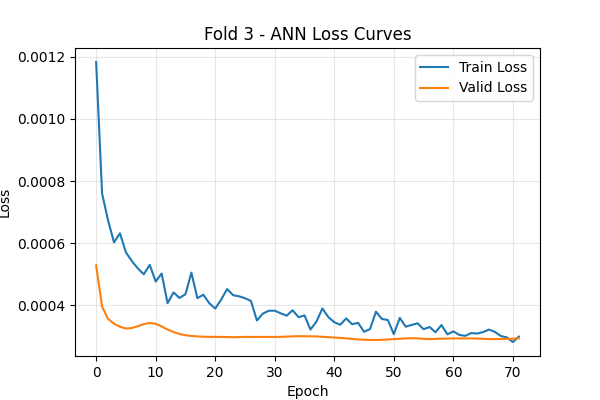 Fold 3 - ANN Loss Curves
Train Loss
Valid Loss
0.0012
0.0010
0.0008
0.0006
0.0004
Loss
0 10 20 30 40 50 60 70
Epoch